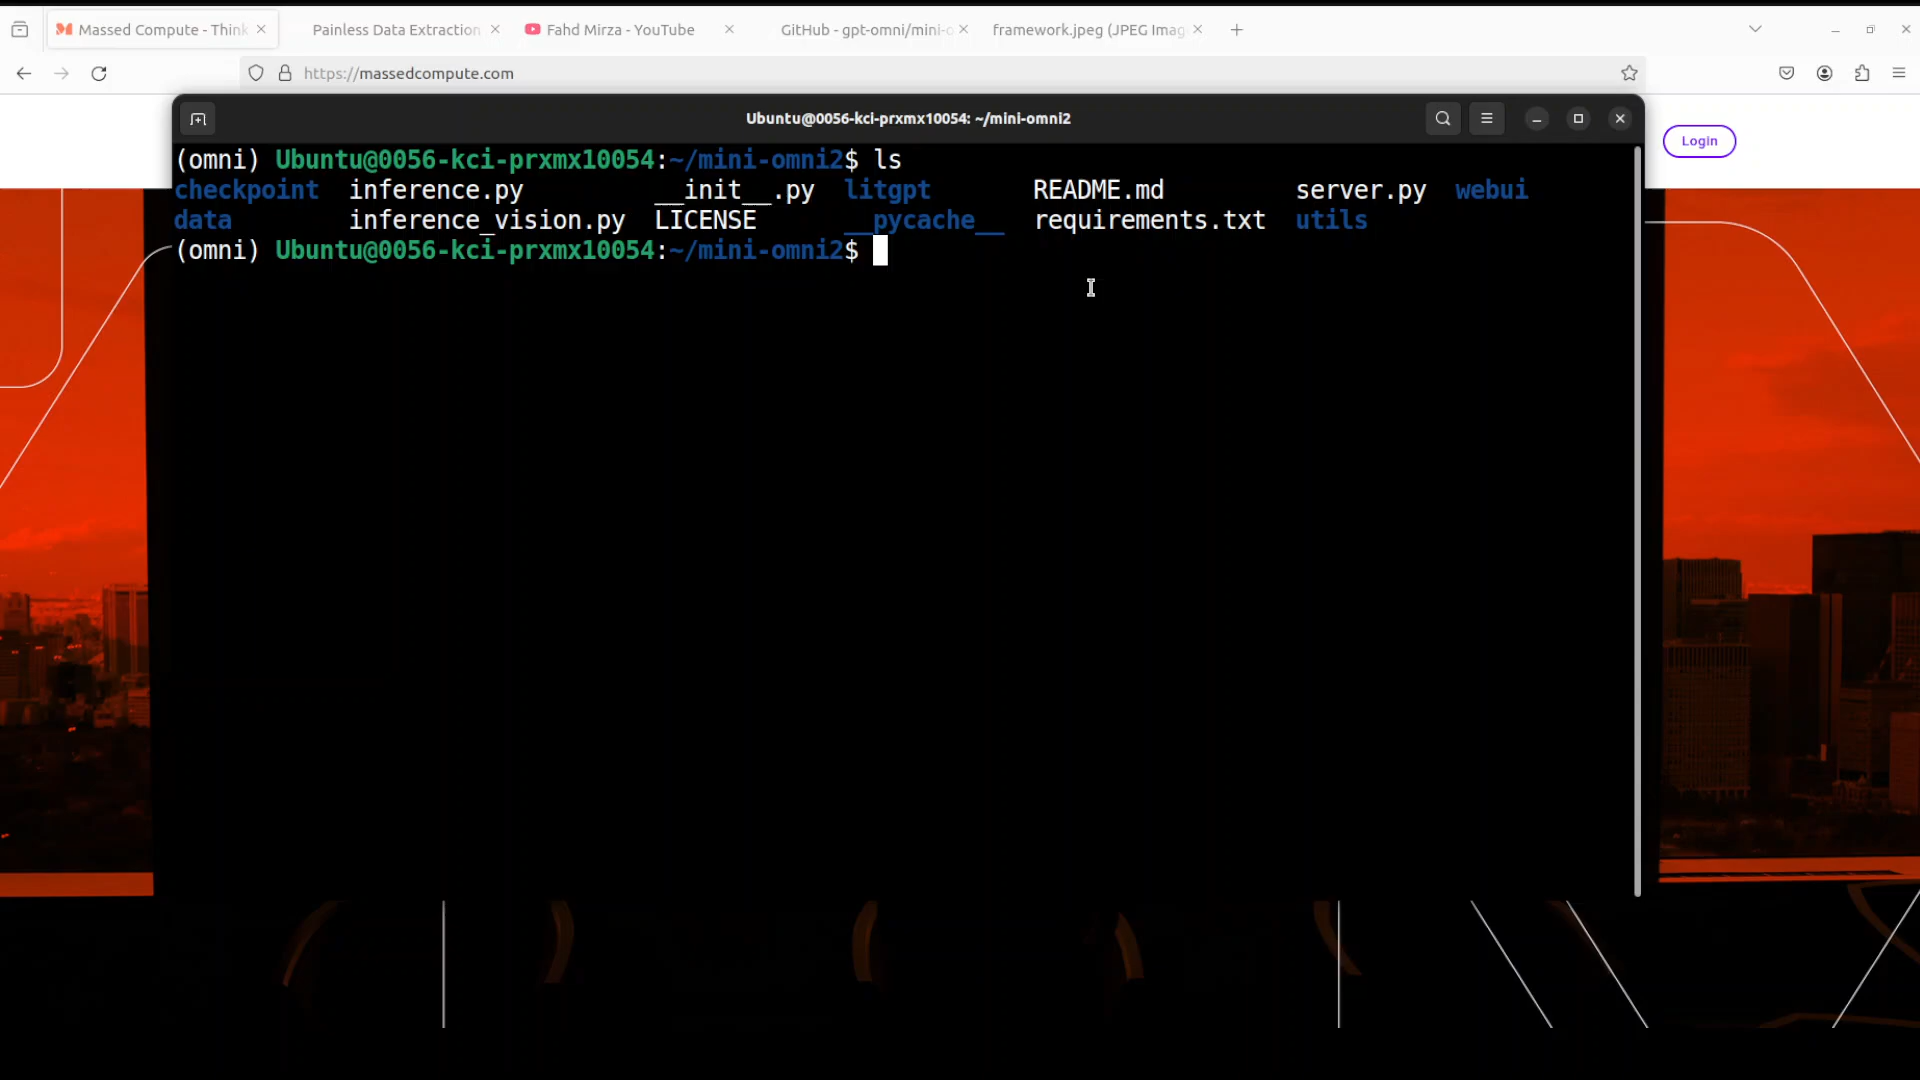 Massed Compute - Think
Painless Data Extraction
Fahd Mirza - YouTube
GitHub - gpt-omni/mini-o
framework.jpeg (JPEG Imag
https://massedcompute.com
Ubuntu@0056-kci-prxmx10054: ~/mini-omni2
Login
(omni) Ubuntu@0056-kci-prxmx10054:~/mini-omni2$ ls
checkpoint inference.py __init__.py litgpt README.md server.py webui
data inference_vision.py LICENSE __pycache__ requirements.txt utils
(omni) Ubuntu@0056-kci-prxmx10054:~/mini-omni2$